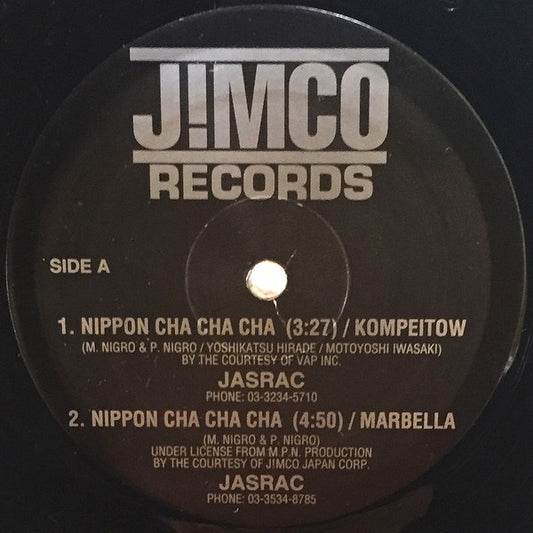 J!MCO
RECORDS
SIDE A
1. NIPPON CHA CHA CHA (3:27) / KOMPEITOW
(M. NIGRO & P. NIGRO / YOSHIKATSU HIRADE / MOTOYOSHI IWASAKI)
BY THE COURTESY OF VAP INC.
JASRAC
PHONE: 03-3234-5710
2. NIPPON CHA CHA CHA (4:50) / MARBELLA
(M. NIGRO & P. NIGRO)
UNDER LICENSE FROM M.P.N. PRODUCTION
BY THE COURTESY OF J!MCO JAPAN CORP.
JASRAC
PHONE: 03-3534-8785